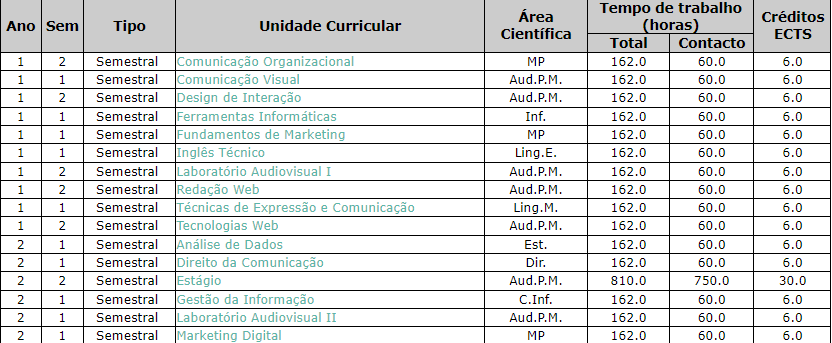 Ano Sem Tipo Unidade Curricular Área Científica Tempo de trabalho (horas) Créditos ECTS
Total Contacto
1 2 Semestral Comunicação Organizacional MP 162.0 60.0 6.0
1 1 Semestral Comunicação Visual Aud.P.M. 162.0 60.0 6.0
1 2 Semestral Design de Interação Aud.P.M. 162.0 60.0 6.0
1 1 Semestral Ferramentas Informáticas Inf. 162.0 60.0 6.0
1 1 Semestral Fundamentos de Marketing MP 162.0 60.0 6.0
1 1 Semestral Inglês Técnico Ling.E. 162.0 60.0 6.0
1 2 Semestral Laboratório Audiovisual I Aud.P.M. 162.0 60.0 6.0
1 2 Semestral Redação Web Aud.P.M. 162.0 60.0 6.0
1 1 Semestral Técnicas de Expressão e Comunicação Ling.M. 162.0 60.0 6.0
1 2 Semestral Tecnologias Web Aud.P.M. 162.0 60.0 6.0
2 1 Semestral Análise de Dados Est. 162.0 60.0 6.0
2 1 Semestral Direito da Comunicação Dir. 162.0 60.0 6.0
2 2 Semestral Estágio Aud.P.M. 810.0 750.0 30.0
2 1 Semestral Gestão da Informação C.Inf. 162.0 60.0 6.0
2 1 Semestral Laboratório Audiovisual II Aud.P.M. 162.0 60.0 6.0
2 1 Semestral Marketing Digital MP 162.0 60.0 6.0